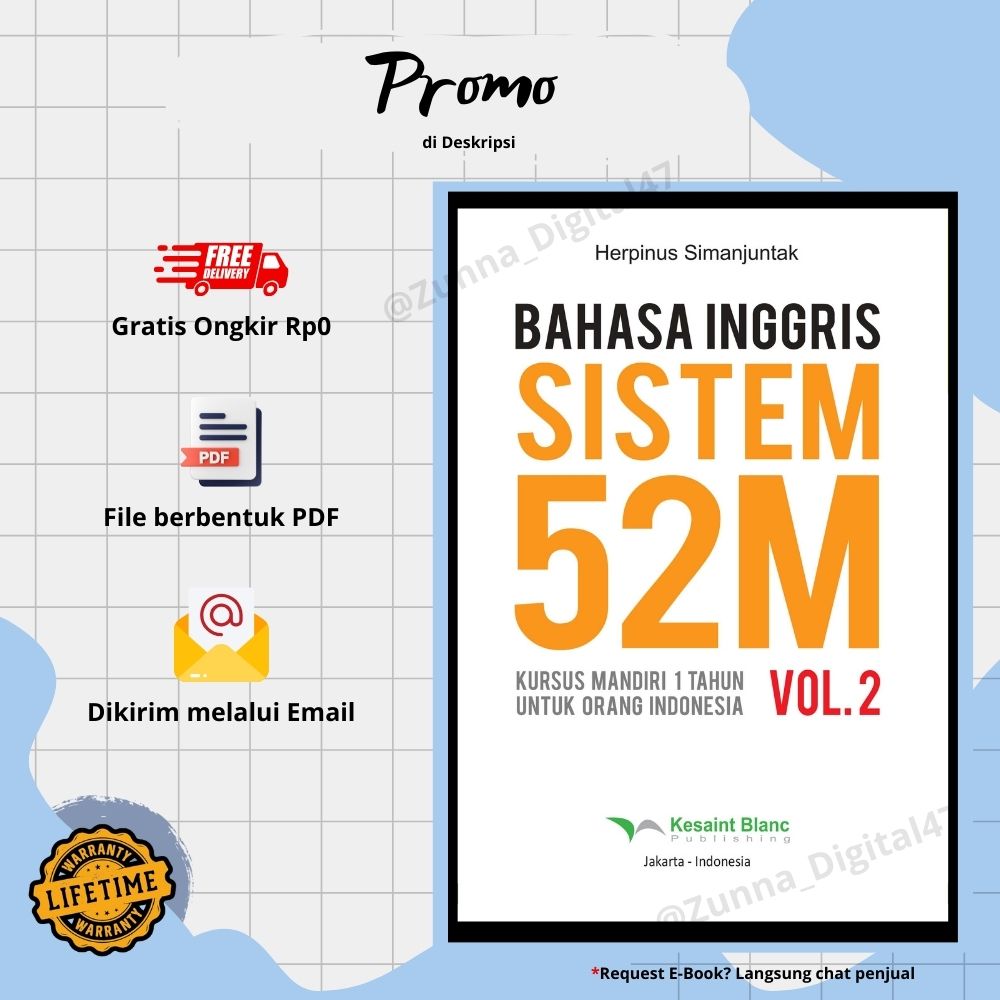 Promo
di Deskripsi
FREE
DELIVERY
Gratis Ongkir Rp0
PDF
File berbentuk PDF
@
Dikirim melalui Email
WARRANTY
LIFETIME
WARRANTY
@Zunna_Digital47
Herpinus Simanjuntak
BAHASA INGGRIS
SISTEM
52M
KURSUS MANDIRI 1 TAHUN
UNTUK ORANG INDONESIA
VOL. 2
Kesaint Blanc
Publishing
Jakarta - Indonesia
@Zunna_Digital47
*Request E-Book? Langsung chat penjual